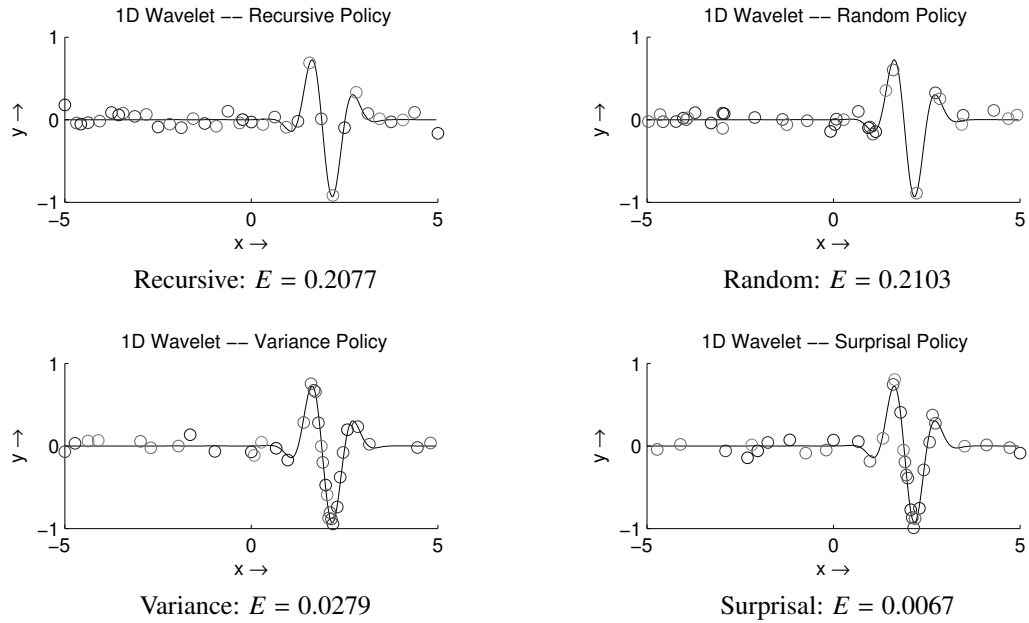 1D Wavelet −− Recursive Policy
1
0
−1
y →
−5
0
5
x →
Recursive: E = 0.2077
1D Wavelet −− Random Policy
1
0
−1
y →
−5
0
5
x →
Random: E = 0.2103
1D Wavelet −− Variance Policy
1
0
−1
y →
−5
0
5
x →
Variance: E = 0.0279
1D Wavelet −− Surprisal Policy
1
0
−1
y →
−5
0
5
x →
Surprisal: E = 0.0067